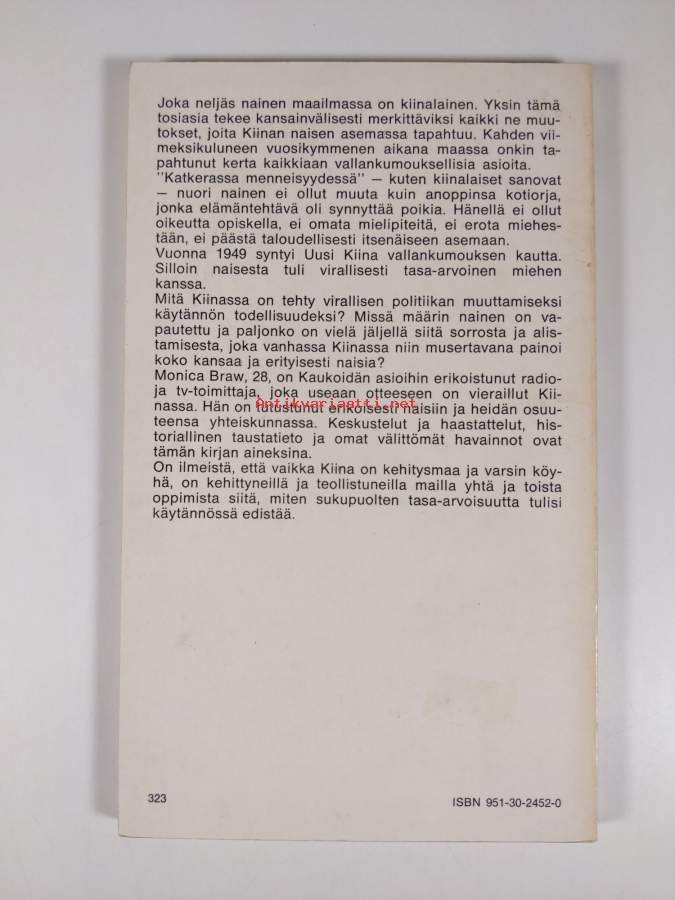 Joka neljäs nainen maailmassa on kiinalainen. Yksin tämä
tosiasia tekee kansainvälisesti merkittäviksi kaikki ne muu-
tokset, joita Kiinan naisen asemassa tapahtuu. Kahden vii-
meksikuluneen vuosikymmenen aikana maassa onkin ta-
pahtunut kerta kaikkiaan vallankumouksellisia asioita.
"Katkerassa menneisyydessä" — kuten kiinalaiset sanovat
— nuori nainen ei ollut muuta kuin anoppinsa kotiorja,
jonka elämäntehtävä oli synnyttää poikia. Hänellä ei ollut
oikeutta opiskella, ei omata mielipiteitä, ei erota miehes-
tään, ei päästä taloudellisesti itsenäiseen asemaan.
Vuonna 1949 syntyi Uusi Kiina vallankumouksen kautta.
Silloin naisesta tuli virallisesti tasa-arvoinen miehen
kanssa.
Mitä Kiinassa on tehty virallisen politiikan muuttamiseksi
käytännön todellisuudeksi? Missä määrin nainen on va-
pautettu ja paljonko on vielä jäljellä siitä sorrosta ja alis-
tamisesta, joka vanhassa Kiinassa niin musertavana painoi
koko kansaa ja erityisesti naisia?
Monica Braw, 28, on Kaukoidän asioihin erikoistunut radio-
ja tv-toimittaja, joka useaan otteeseen on vieraillut Kii-
nassa. Hän on tutustunut erikoisesti naisiin ja heidän osuu-
Antikvariaatti.net
teensa yhteiskunnassa. Keskustelut ja haastattelut, his-
toriallinen taustatieto ja omat välittömät havainnot ovat
tämän kirjan aineksina.
On ilmeistä, että vaikka Kiina on kehitysmaa ja varsin köy-
hä, on kehittyneillä ja teollistuneilla mailla yhtä ja toista
oppimista siitä, miten sukupuolten tasa-arvoisuutta tulisi
käytännössä edistää.
323
ISBN 951-30-2452-0